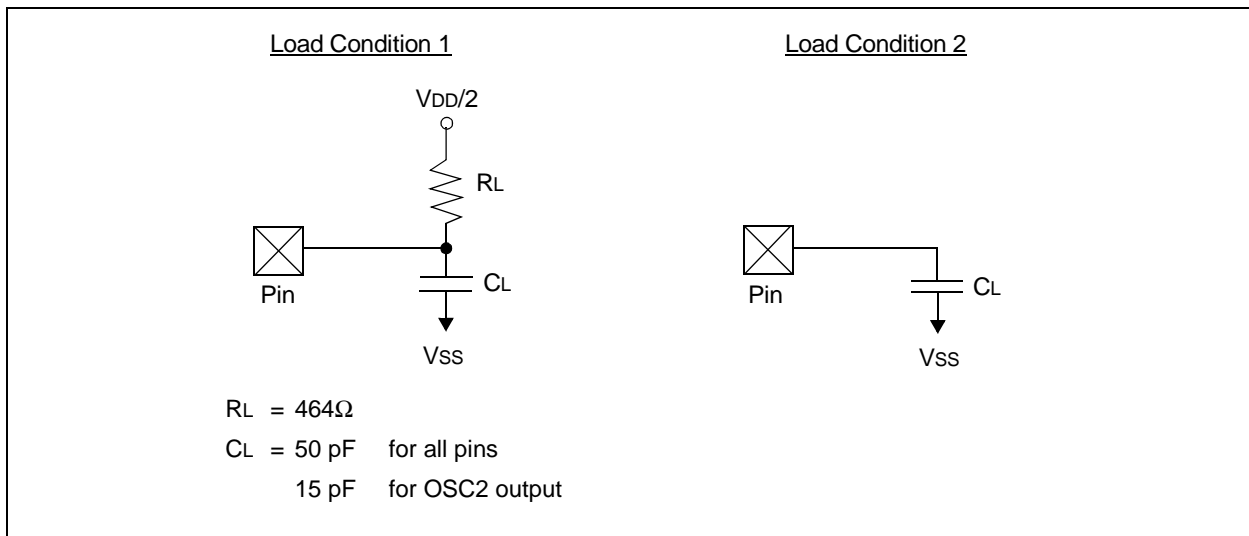 Load Condition 1
VDD/2
RL
Pin
CL
VSS
Load Condition 2
Pin
CL
VSS
RL = 464Ω
CL = 50 pF for all pins
15 pF for OSC2 output